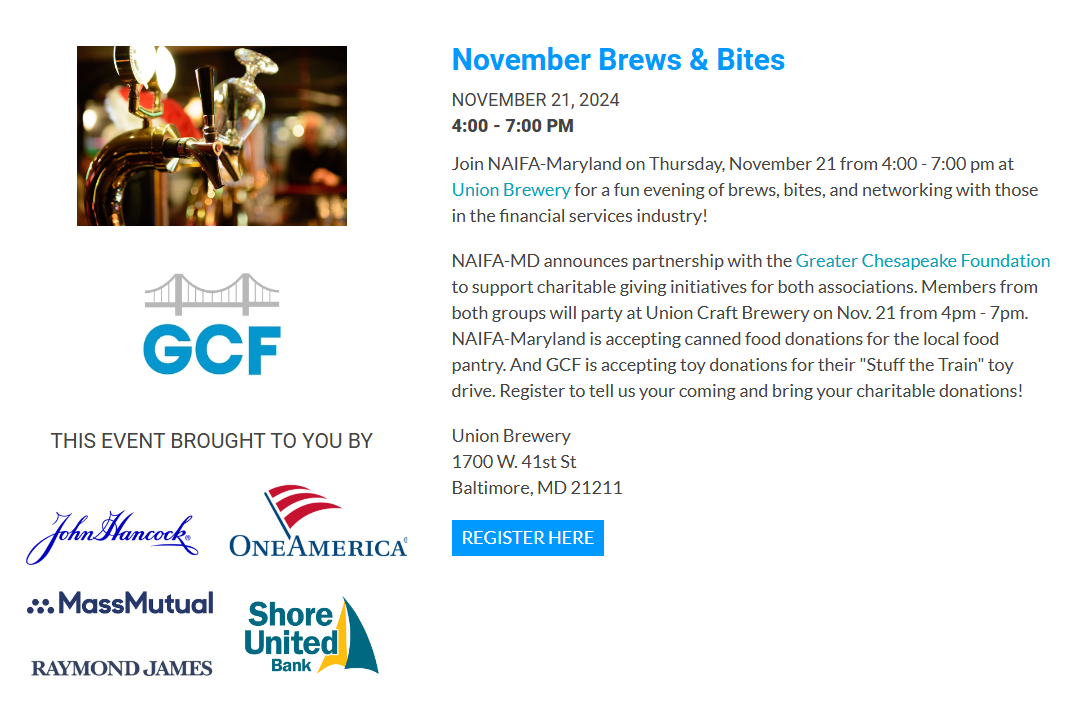 November Brews & Bites
NOVEMBER 21, 2024
4:00 - 7:00 PM
Join NAIFA-Maryland on Thursday, November 21 from 4:00 - 7:00 pm at
Union Brewery for a fun evening of brews, bites, and networking with those
in the financial services industry!
NAIFA-MD announces partnership with the Greater Chesapeake Foundation
to support charitable giving initiatives for both associations. Members from
both groups will party at Union Craft Brewery on Nov. 21 from 4pm - 7pm.
NAIFA-Maryland is accepting canned food donations for the local food
pantry. And GCF is accepting toy donations for their "Stuff the Train" toy
drive. Register to tell us your coming and bring your charitable donations!
Union Brewery
1700 W. 41st St
Baltimore, MD 21211
REGISTER HERE
GCF
THIS EVENT BROUGHT TO YOU BY
John Hancock®
ONEAMERICA®
MassMutual
Shore
United
Bank
RAYMOND JAMES